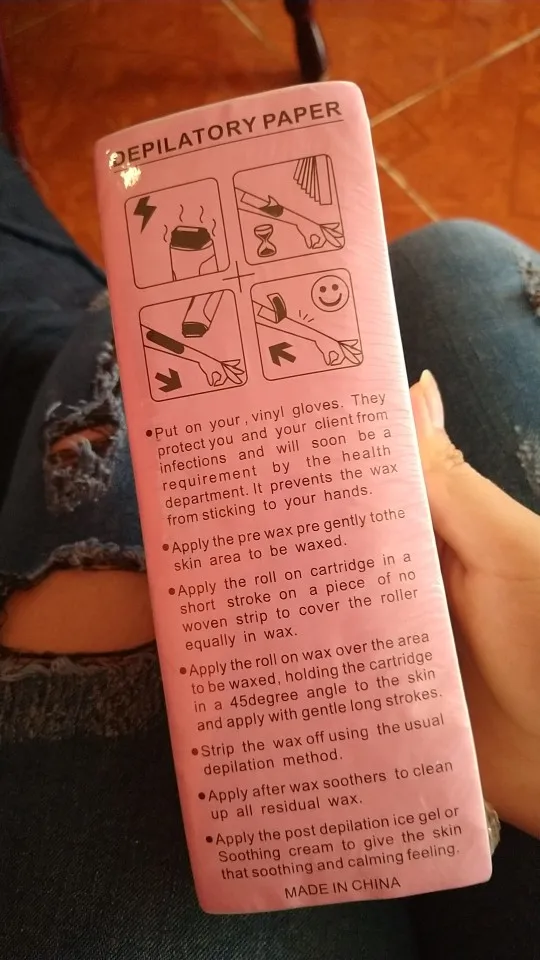 DEPILATORY PAPER
•Put on your , vinyl gloves. They
protect you and your client from
infections and will soon be a
requirement by the health
department. It prevents the wax
from sticking to your hands.
•Apply the pre wax pre gently tothe
skin area to be waxed.
•Apply the roll on cartridge in a
short stroke on a piece of no
woven strip to cover the roller
equally in wax.
•Apply the roll on wax over the area
to be waxed, holding the cartridge
in a 45degree angle to the skin
and apply with gentle long strokes.
•Strip the wax off using the usual
depilation method.
•Apply after wax soothers to clean
up all residual wax.
•Apply the post depilation ice gel or
Soothing cream to give the skin
that soothing and calming feeling.
MADE IN CHINA